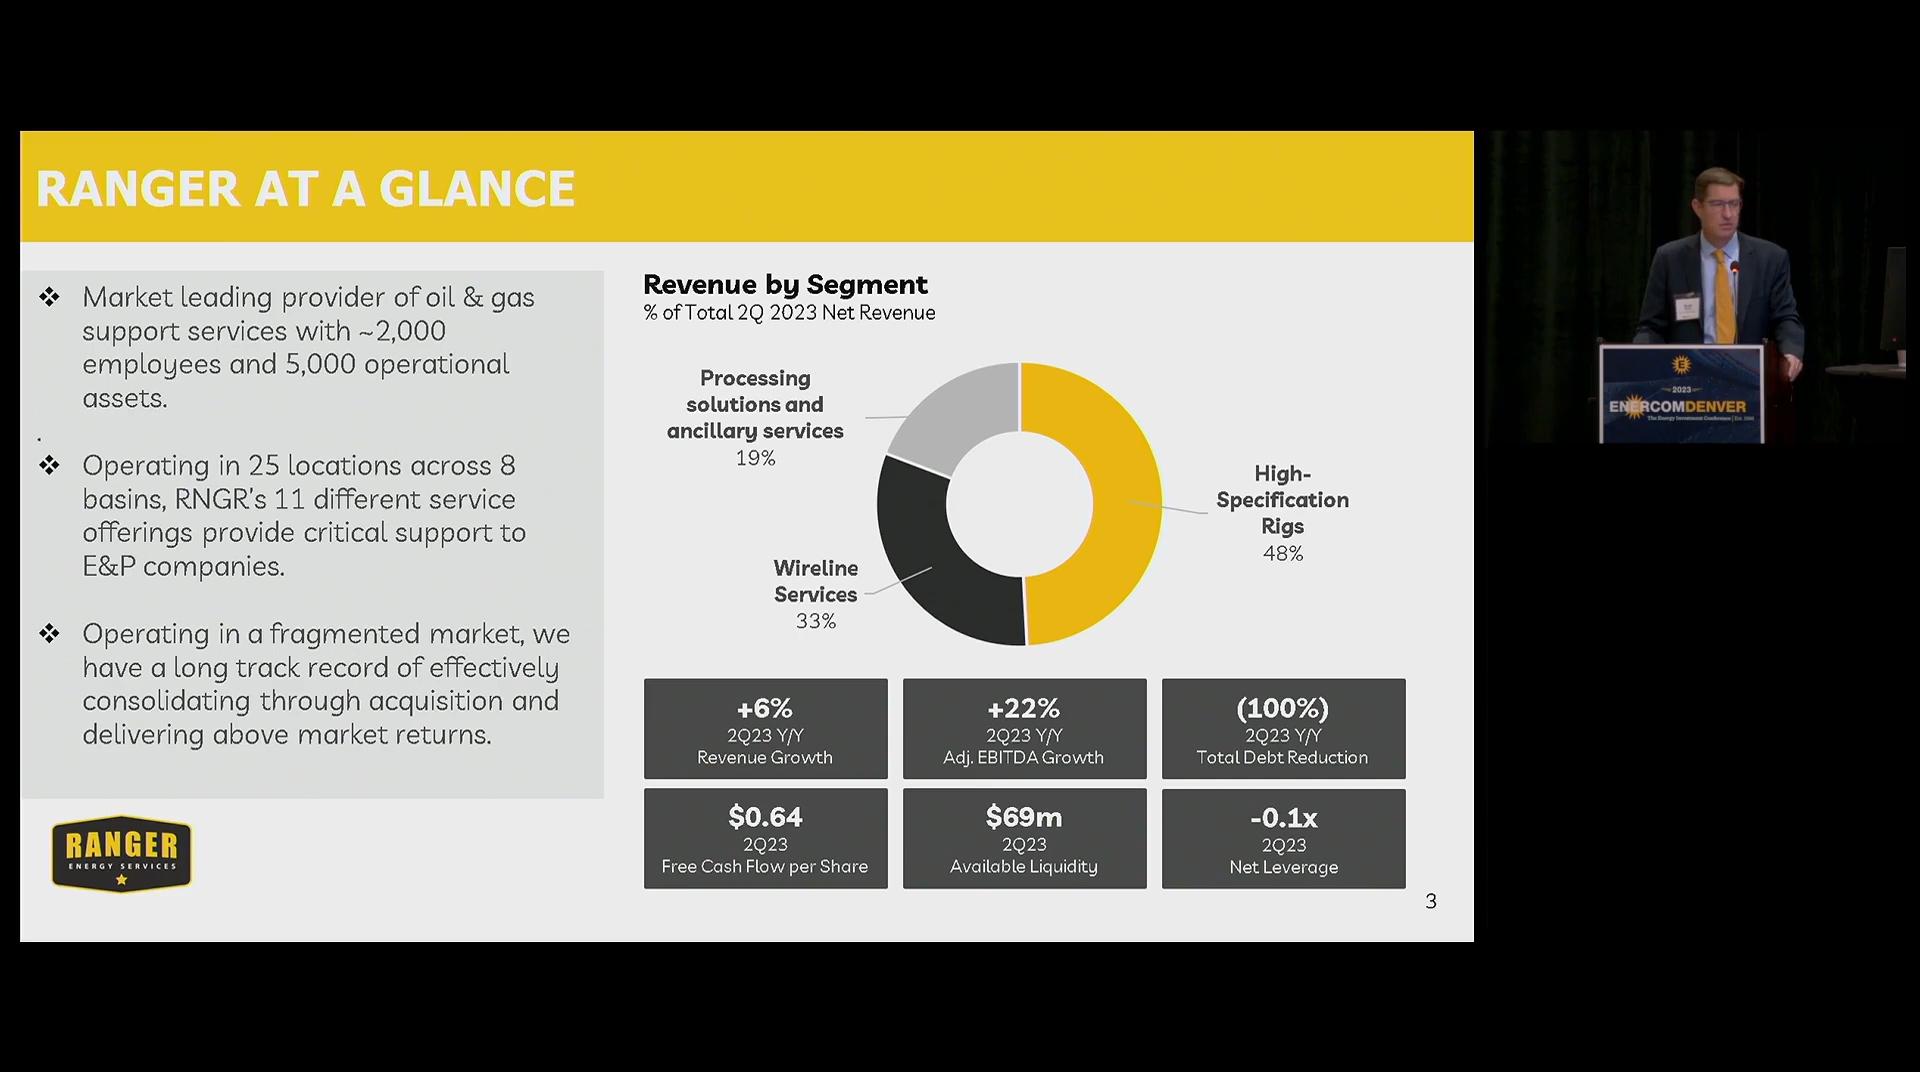 RANGER AT A GLANCE
❖ Market leading provider of oil & gas
support services with ~2,000
employees and 5,000 operational
assets.
.
❖ Operating in 25 locations across 8
basins, RNGR's 11 different service
offerings provide critical support to
E&P companies.
❖ Operating in a fragmented market, we
have a long track record of effectively
consolidating through acquisition and
delivering above market returns.
RANGER
ENERGY SERVICES
Revenue by Segment
% of Total 2Q 2023 Net Revenue
Processing
solutions and
ancillary services
19%
High-
Specification
Rigs
48%
Wireline
Services
33%
+6%
2Q23 Y/Y
Revenue Growth
+22%
2Q23 Y/Y
Adj. EBITDA Growth
(100%)
2Q23 Y/Y
Total Debt Reduction
$0.64
2Q23
Free Cash Flow per Share
$69m
2Q23
Available Liquidity
-0.1x
2Q23
Net Leverage
3
E
2023
ENERCOMDENVER
The Energy Investment Conference